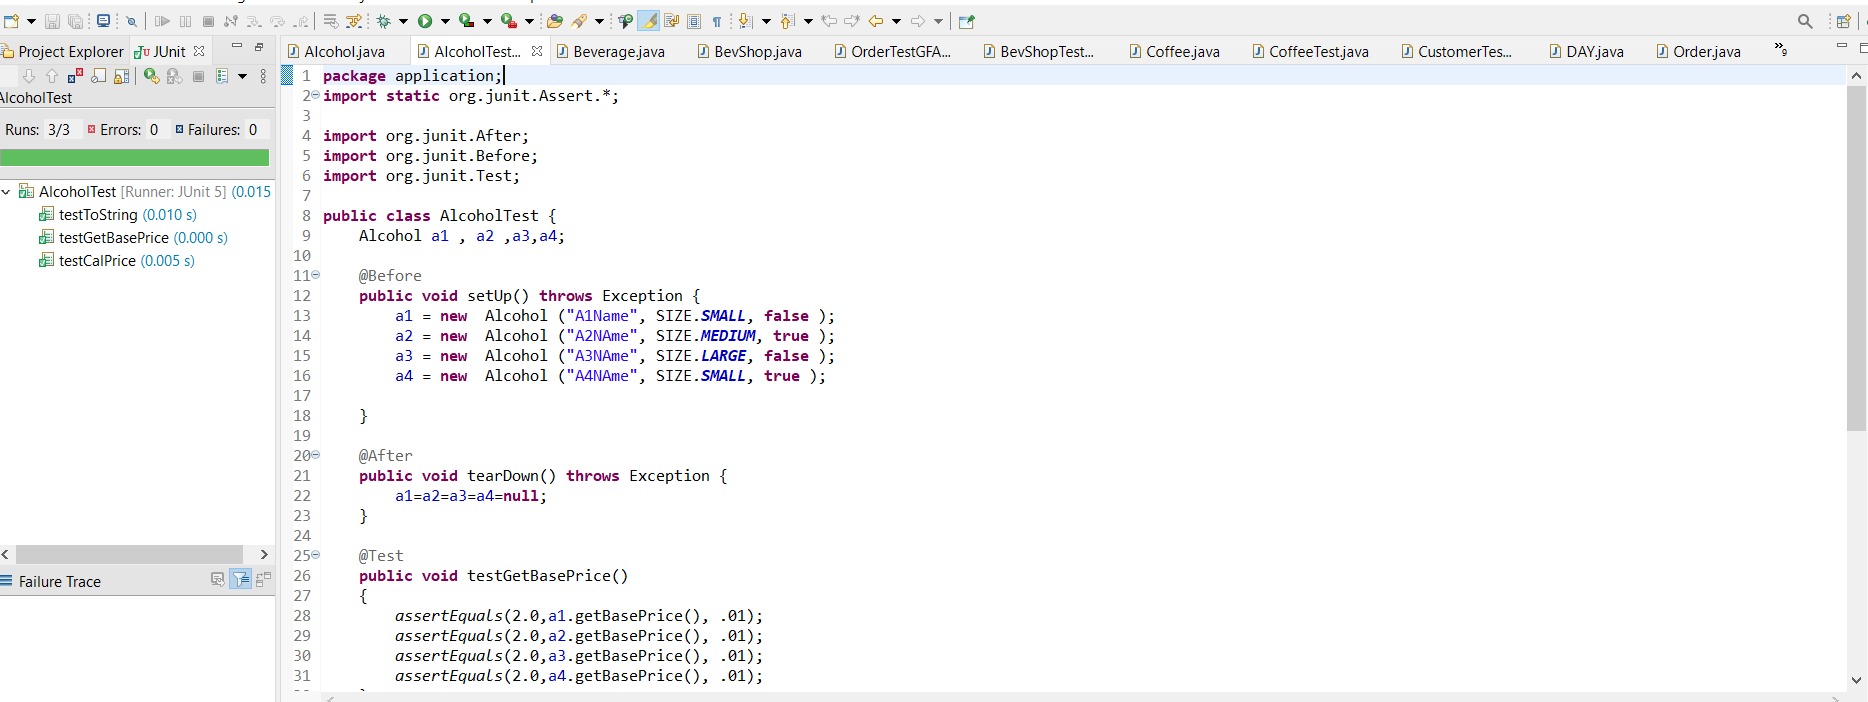 Project Explorer JUnit
AlcoholTest
Runs: 3/3 Errors: 0 Failures: 0
AlcoholTest [Runner: JUnit 5] (0.015
testToString (0.010 s)
testGetBasePrice (0.000 s)
testCalPrice (0.005 s)
Failure Trace
Alcohol.java AlcoholTest... Beverage.java BevShop.java OrderTestGFA... BevShopTest... Coffee.java CoffeeTest.java CustomerTes... DAY.java Order.java »9
1 package application;
2 import static org.junit.Assert.*;
3
4 import org.junit.After;
5 import org.junit.Before;
6 import org.junit.Test;
7
8 public class AlcoholTest {
9 Alcohol a1 , a2 ,a3,a4;
10
11 @Before
12 public void setUp() throws Exception {
13 a1 = new  Alcohol ("A1Name", SIZE.SMALL, false );
14 a2 = new  Alcohol ("A2NAme", SIZE.MEDIUM, true );
15 a3 = new  Alcohol ("A3NAme", SIZE.LARGE, false );
16 a4 = new  Alcohol ("A4NAme", SIZE.SMALL, true );
17
18 }
19
20 @After
21 public void tearDown() throws Exception {
22 a1=a2=a3=a4=null;
23 }
24
25 @Test
26 public void testGetBasePrice()
27 {
28 assertEquals(2.0,a1.getBasePrice(), .01);
29 assertEquals(2.0,a2.getBasePrice(), .01);
30 assertEquals(2.0,a3.getBasePrice(), .01);
31 assertEquals(2.0,a4.getBasePrice(), .01);